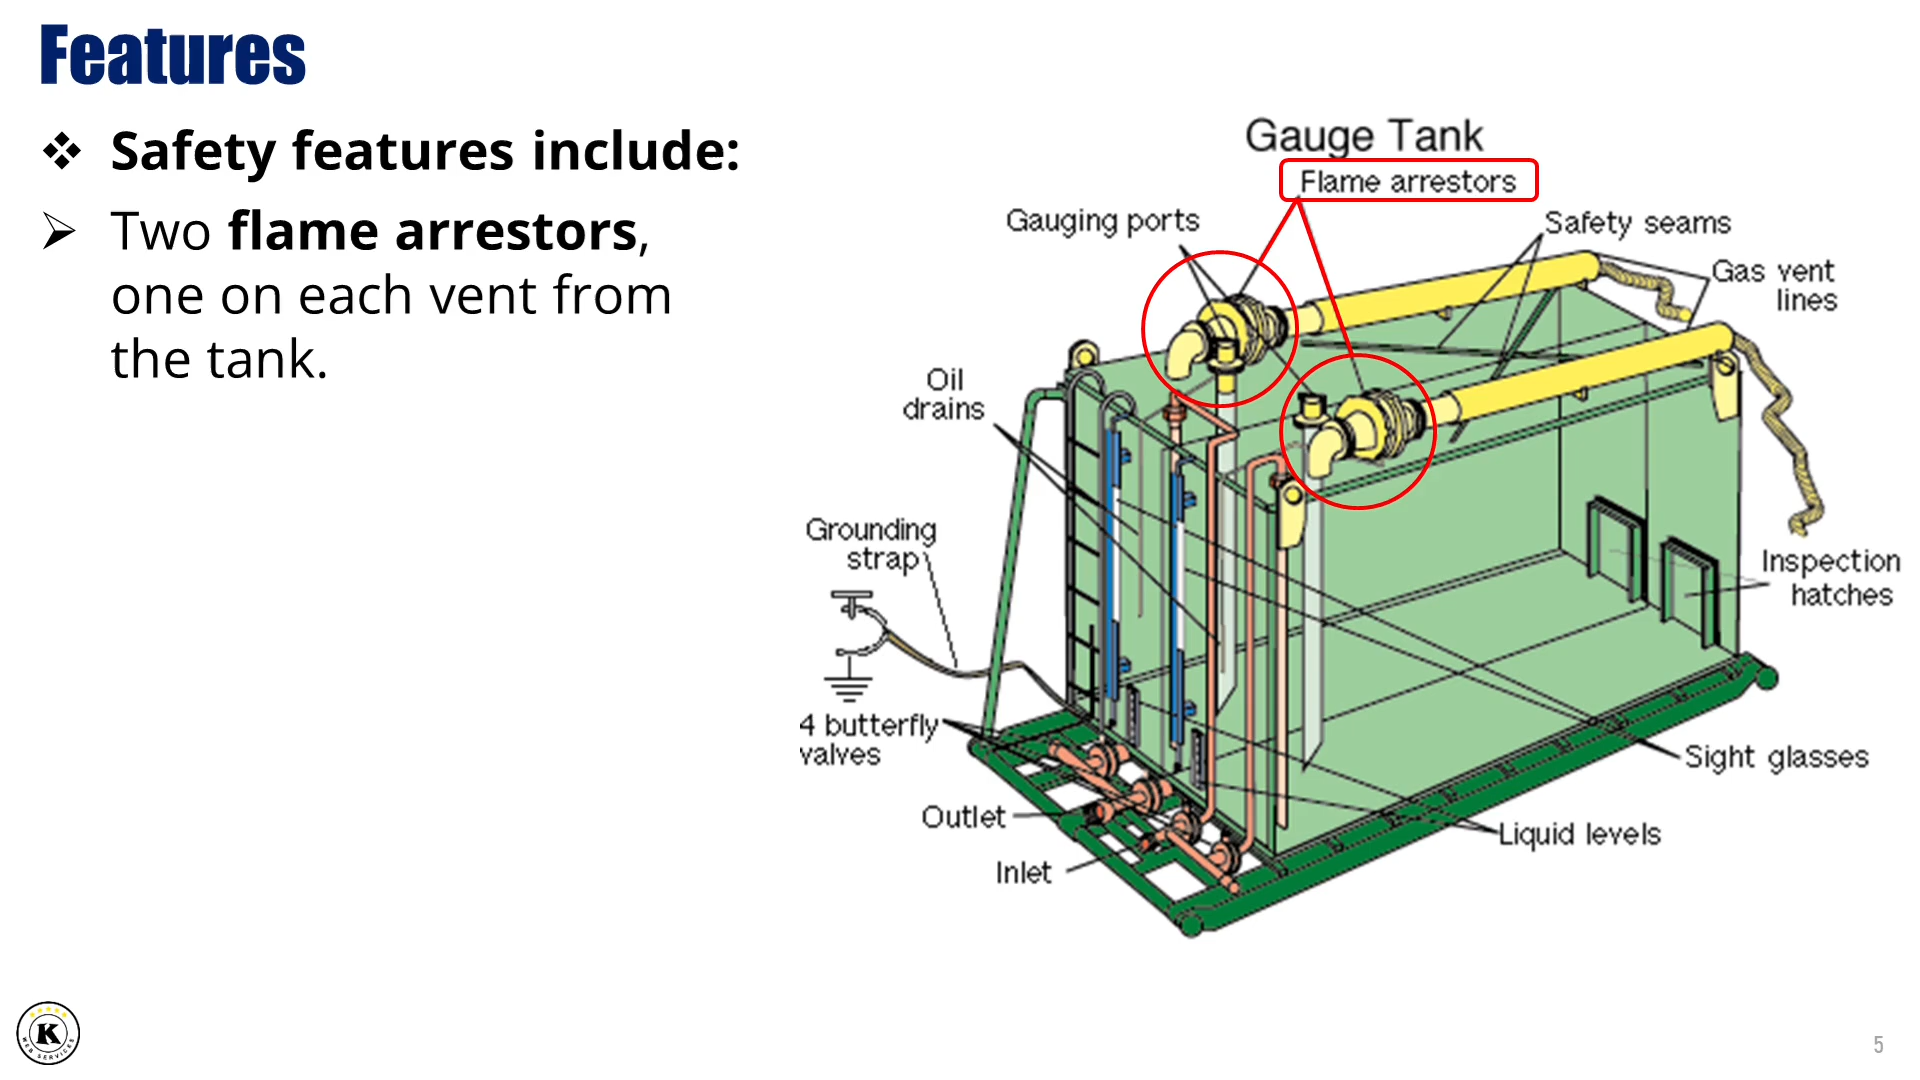 Features
❖ Safety features include:
➢ Two flame arrestors,
one on each vent from
the tank.
Gauge Tank
Flame arrestors
Gauging ports
Safety seams
Gas vent
lines
Oil
drains
Grounding
strap
Inspection
hatches
4 butterfly
valves
Sight glasses
Outlet
Liquid levels
Inlet
K
WEB SERVICES
5